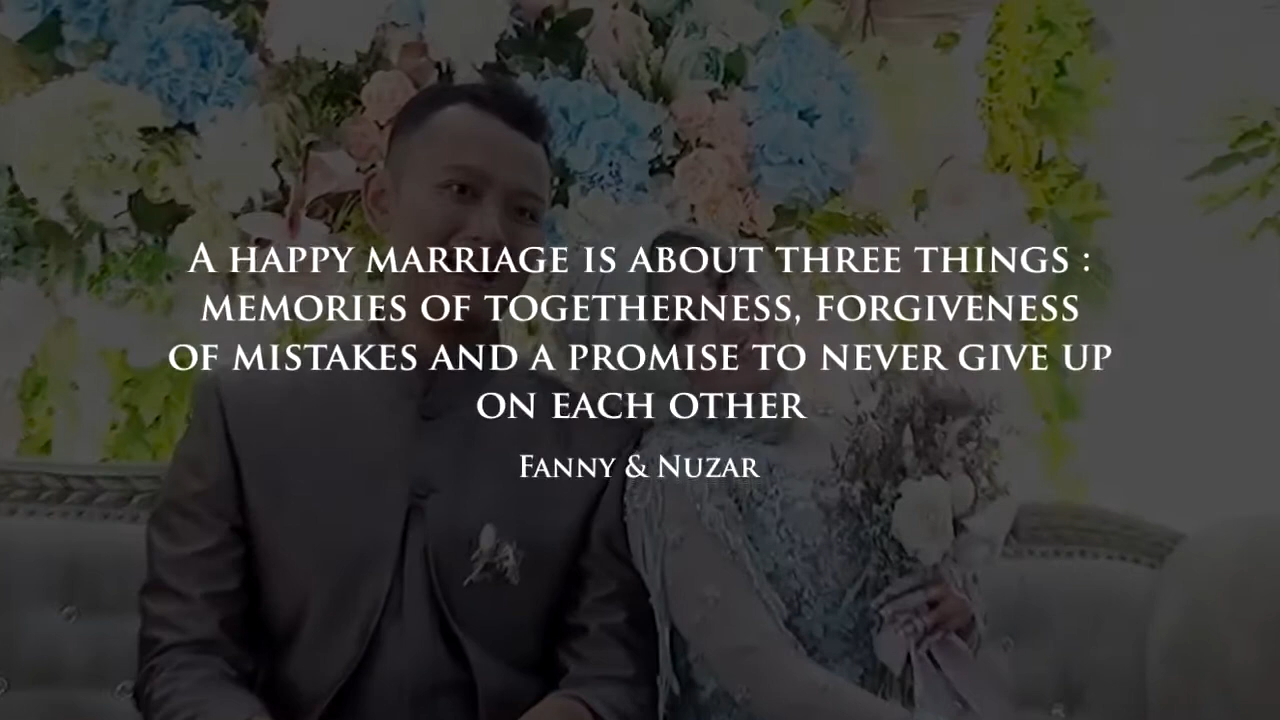 A HAPPY MARRIAGE IS ABOUT THREE THINGS :
MEMORIES OF TOGETHERNESS, FORGIVENESS
OF MISTAKES AND A PROMISE TO NEVER GIVE UP
ON EACH OTHER
FANNY & NUZAR